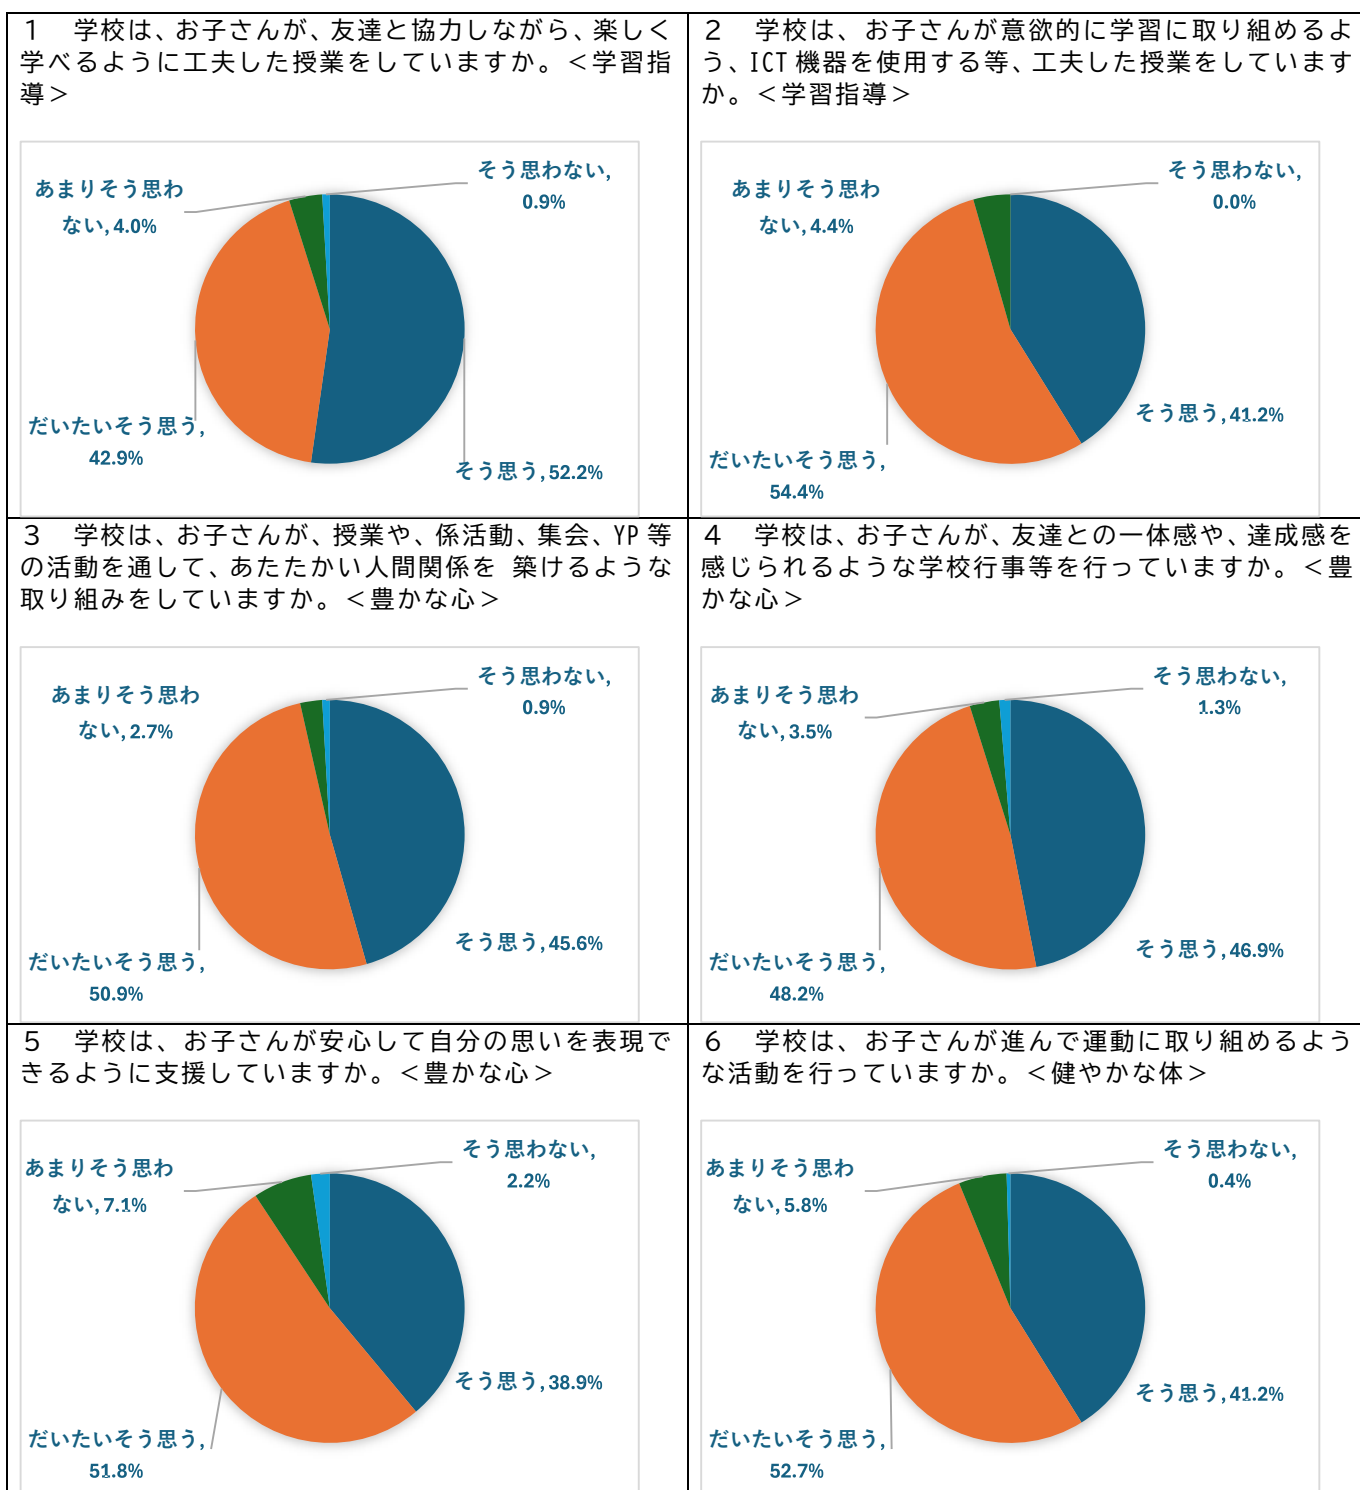 １　学校は、お子さんが、友達と協力しながら、楽しく
学べるように工夫した授業をしていますか。＜学習指
導＞
そう思わない,
0.9%
あまりそう思わ
ない, 4.0%
だいたいそう思う,
42.9%
そう思う, 52.2%
２　学校は、お子さんが意欲的に学習に取り組めるよ
う、ICT 機器を使用する等、工夫した授業をしています
か。＜学習指導＞
そう思わない,
0.0%
あまりそう思わ
ない, 4.4%
そう思う, 41.2%
だいたいそう思う,
54.4%
３　学校は、お子さんが、授業や、係活動、集会、YP 等
の活動を通して、あたたかい人間関係を 築けるような
取り組みをしていますか。＜豊かな心＞
そう思わない,
0.9%
あまりそう思わ
ない, 2.7%
そう思う, 45.6%
だいたいそう思う,
50.9%
４　学校は、お子さんが、友達との一体感や、達成感を
感じられるような学校行事等を行っていますか。＜豊
かな心＞
そう思わない,
1.3%
あまりそう思わ
ない, 3.5%
そう思う, 46.9%
だいたいそう思う,
48.2%
５　学校は、お子さんが安心して自分の思いを表現で
きるように支援していますか。＜豊かな心＞
そう思わない,
2.2%
あまりそう思わ
ない, 7.1%
そう思う, 38.9%
だいたいそう思う,
51.8%
６　学校は、お子さんが進んで運動に取り組めるよう
な活動を行っていますか。＜健やかな体＞
そう思わない,
0.4%
あまりそう思わ
ない, 5.8%
そう思う, 41.2%
だいたいそう思う,
52.7%